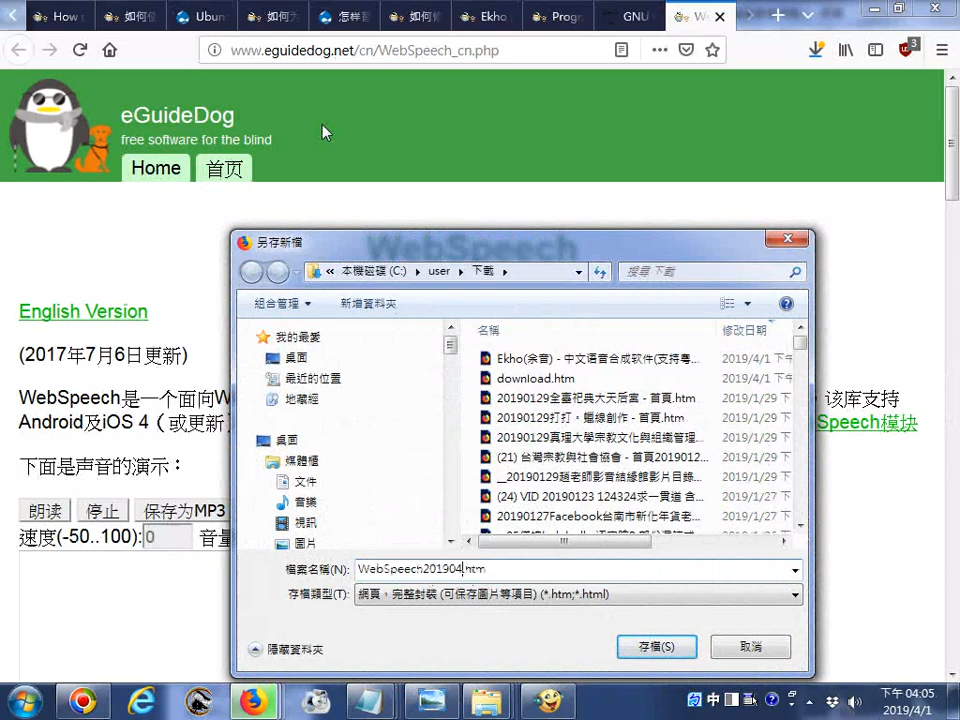 How
如何使
Ubun
如何为
怎样
如何修
Ekho
Progr
GNU
We
www.eguidedog.net/cn/WebSpeech_cn.php
3
eGuideDog
free software for the blind
Home
首页
WebSpeech
另存新檔
本機磁碟 (C:)
user
下載
搜尋 下載
組合管理
新增資料夾
我的最愛
桌面
最近的位置
地藏經
桌面
媒體櫃
文件
音樂
視訊
圖片
名稱
修改日期
Ekho(余音) - 中文语音合成软件(支持粤... 2019/4/1 下午
download.htm 2019/4/1 下午
20190129全臺祀典大天后宮 - 首頁.htm 2019/1/29
20190129打打。貓線創作 - 首頁.htm 2019/1/29
20190129真理大學宗教文化與組織管理... 2019/1/29
(21) 台灣宗教與社會協會 - 首頁2019012... 2019/1/29
__20190129趙老師影音結緣館影片目錄... 2019/1/29
(24) VID 20190123 124324求一貫道 含... 2019/1/27
20190127Facebook台南市新化年貨老... 2019/1/27
檔案名稱(N):
WebSpeech201904.htm
存檔類型(T):
網頁，完整封裝 (可保存圖片等項目) (*.htm;*.html)
隱藏資料夾
存檔(S)
取消
English Version
(2017年7月6日更新)
WebSpeech是一个面向W
该库支持
Android及iOS 4（或更新
Speech模块
下面是声音的演示：
朗读
停止
保存为MP3
速度(-50..100):
0
音量
中
下午 04:05
2019/4/1